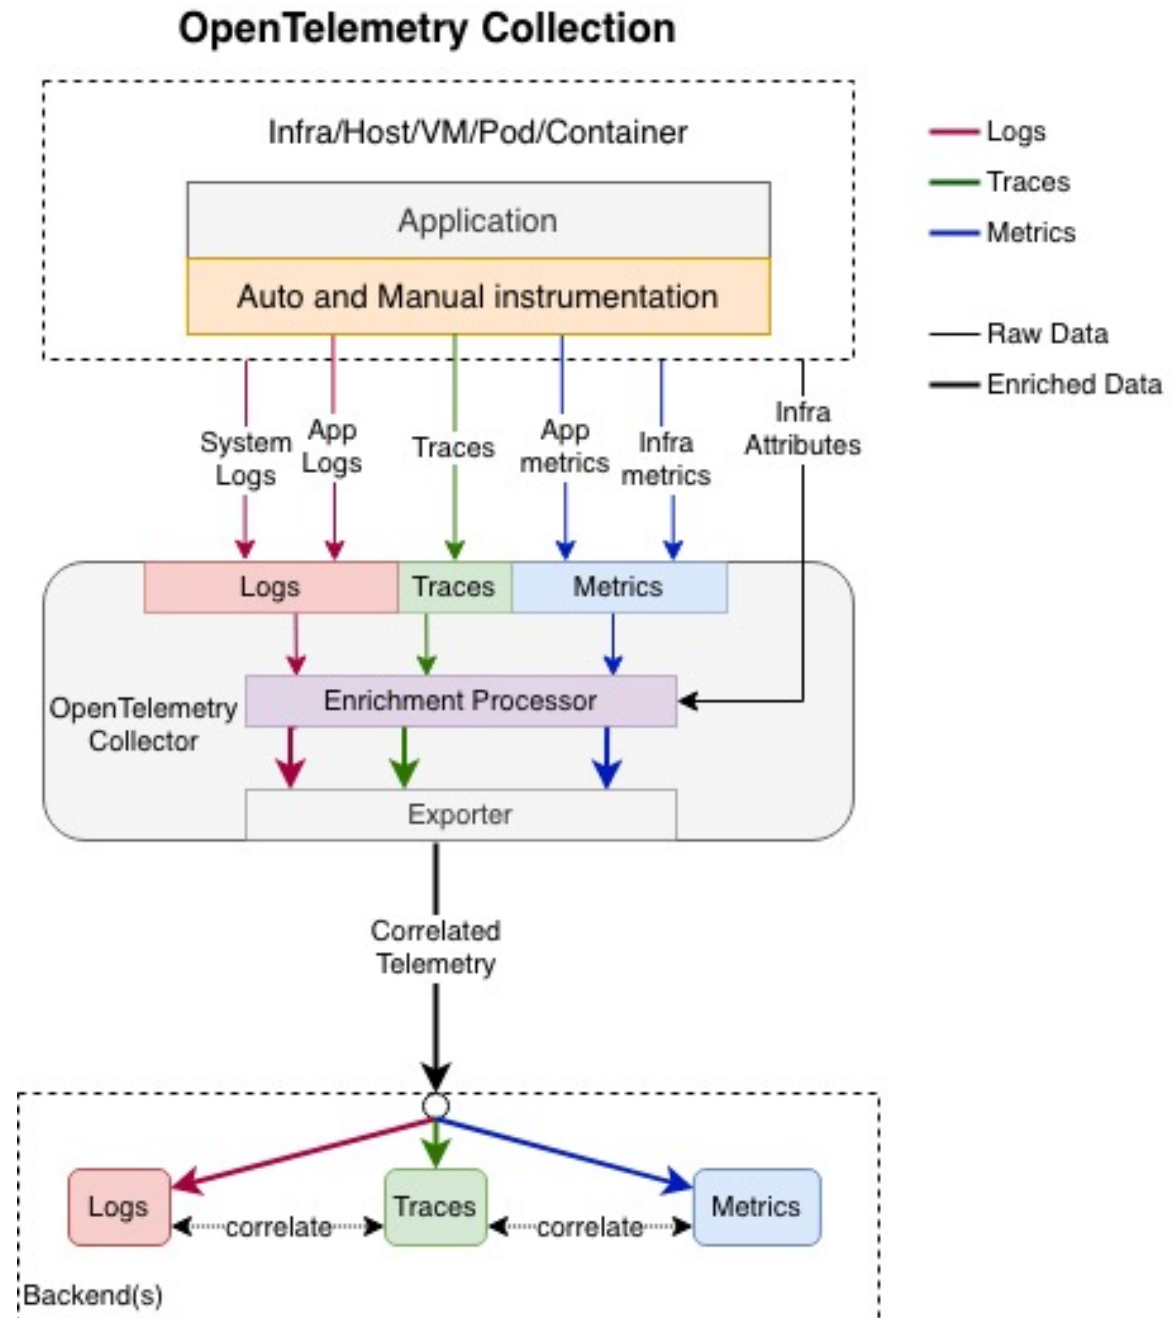 OpenTelemetry Collection
Infra/Host/VM/Pod/Container
Application
Auto and Manual instrumentation
Logs
Traces
Metrics
Raw Data
Enriched Data
System
Logs
App
Logs
Traces
App
metrics
Infra
metrics
Infra
Attributes
Logs
Traces
Metrics
OpenTelemetry
Collector
Enrichment Processor
Exporter
Correlated
Telemetry
Logs
correlate
Traces
correlate
Metrics
Backend(s)